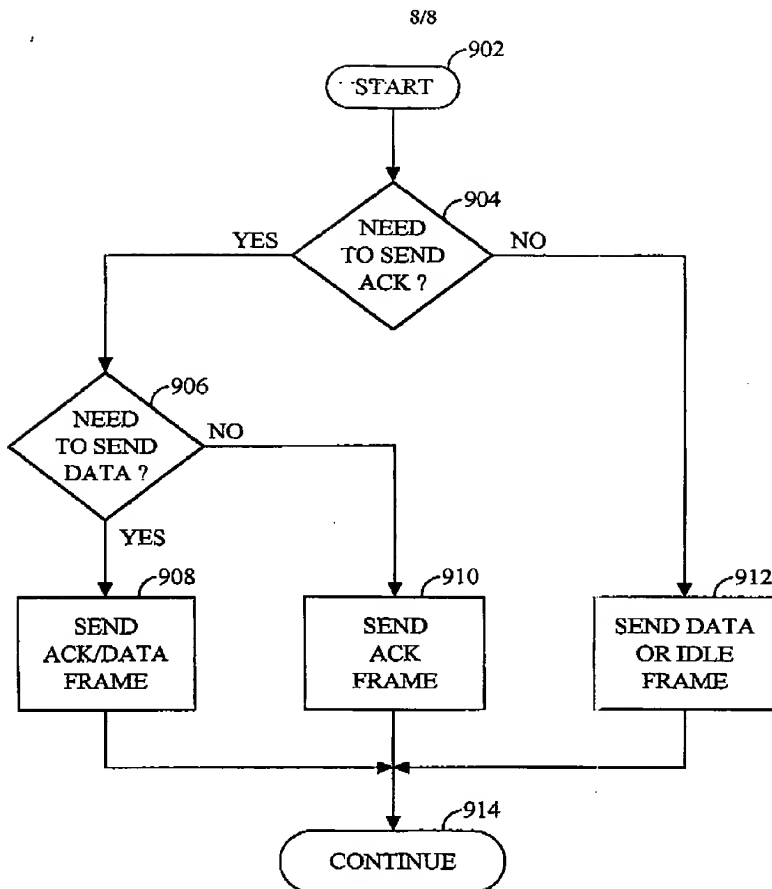 8/8
902
START
904
NEED
TO SEND
ACK ?
YES
NO
906
NEED
TO SEND
DATA ?
NO
YES
908
SEND
ACK/DATA
FRAME
910
SEND
ACK
FRAME
912
SEND DATA
OR IDLE
FRAME
914
CONTINUE